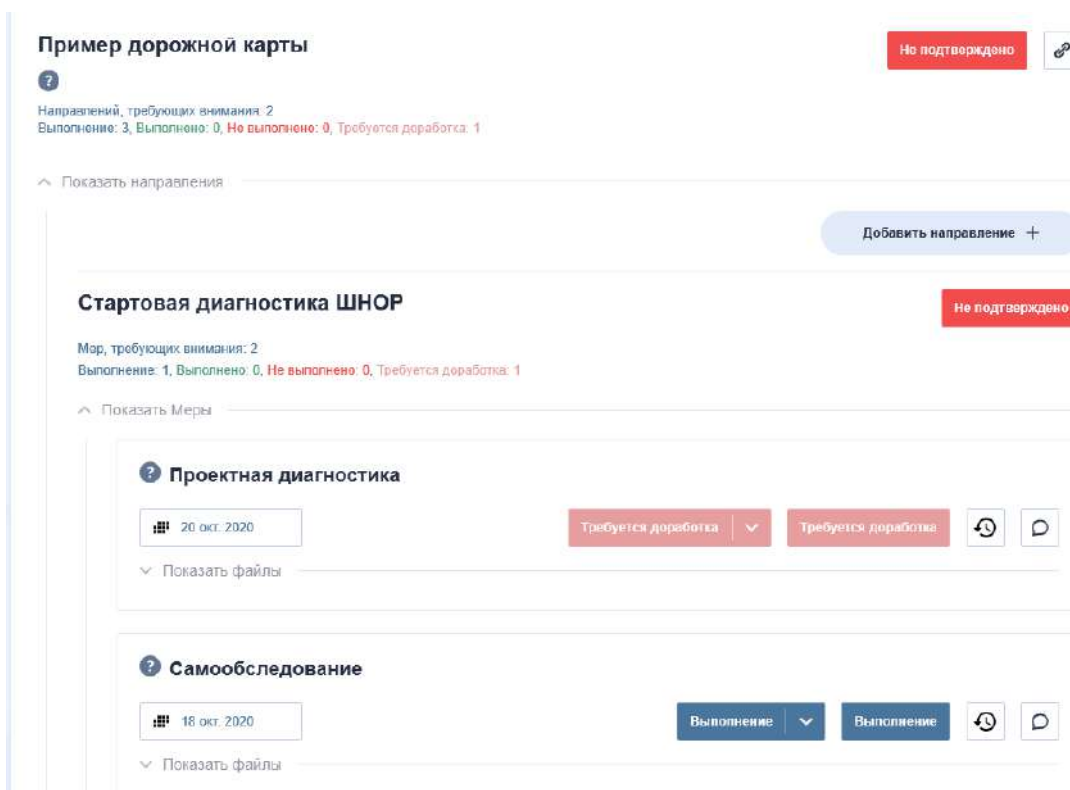 Пример дорожной карты
Не подтверждено
Направлений, требующих внимания: 2
Выполнение: 3, Выполнено: 0, Не выполнено: 0, Требуется доработка: 1
Показать направления
Добавить направление +
Стартовая диагностика ШНОР
Не подтверждено
Мер, требующих внимания: 2
Выполнение: 1, Выполнено: 0, Не выполнено: 0, Требуется доработка: 1
Показать Меры
? Проектная диагностика
20 окт. 2020 Требуется доработка Требуется доработка
Показать файлы
? Самообследование
18 окт. 2020 Выполнение Выполнение
Показать файлы